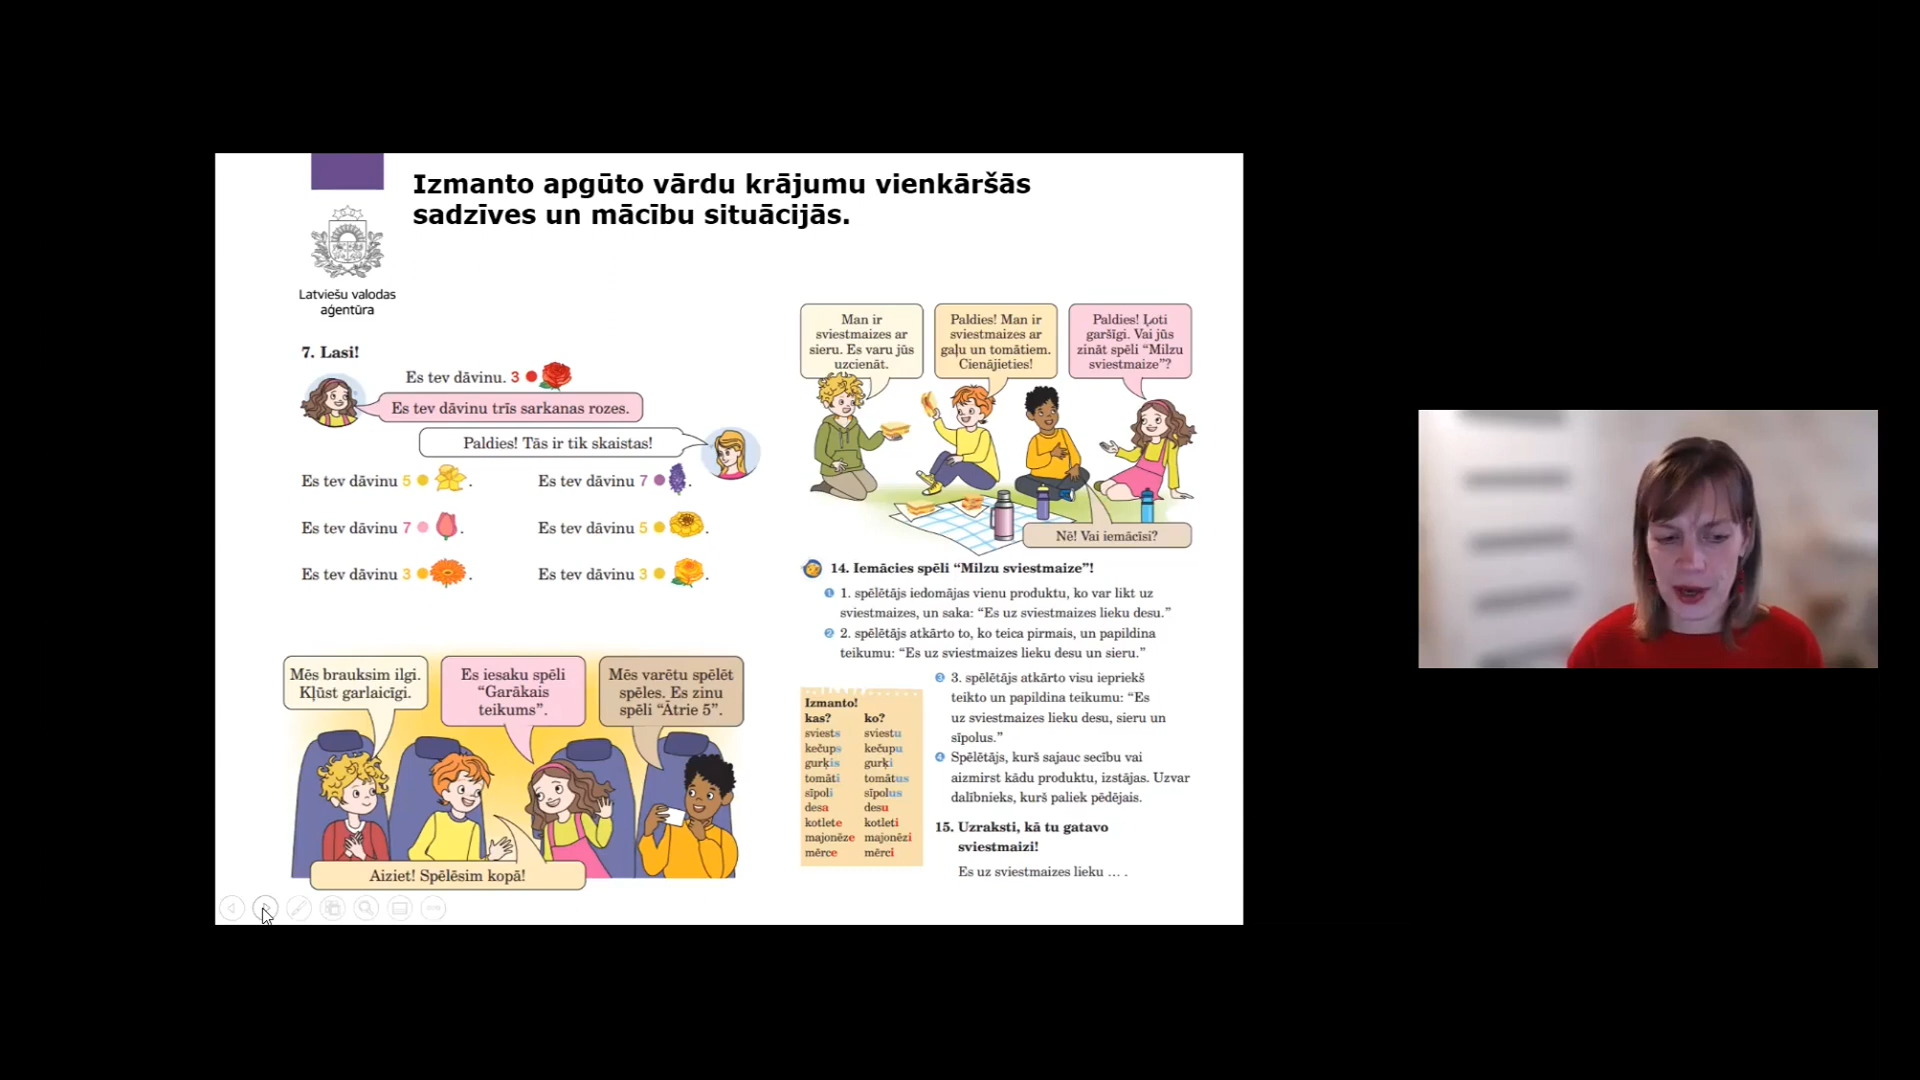 Izmanto apgūto vārdu krājumu vienkāršās
sadzīves un mācību situācijās.
Latviešu valodas
aģentūra
7. Lasi!
Es tev dāvinu. 3
Es tev dāvinu trīs sarkanas rozes.
Paldies! Tās ir tik skaistas!
Es tev dāvinu 5 .
Es tev dāvinu 7 .
Es tev dāvinu 7 .
Es tev dāvinu 5 .
Es tev dāvinu 3 .
Es tev dāvinu 3 .
Mēs brauksim ilgi.
Kļūst garlaicīgi.
Es iesaku spēli
“Garākais
teikums”.
Mēs varētu spēlēt
spēles. Es zinu
spēli “Ātrie 5”.
Aiziet! Spēlēsim kopā!
Man ir
sviestmaizes ar
sieru. Es varu jūs
uzcienāt.
Paldies! Man ir
sviestmaizes ar
gaļu un tomātiem.
Cienājieties!
Paldies! Ļoti
garšīgi. Vai jūs
zināt spēli “Milzu
sviestmaize”?
Nē! Vai iemācīsi?
14. Iemācies spēli “Milzu sviestmaize”!
1 1. spēlētājs iedomājas vienu produktu, ko var likt uz
sviestmaizes, un saka: “Es uz sviestmaizes lieku desu.”
2 2. spēlētājs atkārto to, ko teica pirmais, un papildina
teikumu: “Es uz sviestmaizes lieku desu un sieru.”
3 3. spēlētājs atkārto visu iepriekš
teikto un papildina teikumu: “Es
uz sviestmaizes lieku desu, sieru un
sīpolus.”
4 Spēlētājs, kurš sajauc secību vai
aizmirst kādu produktu, izstājas. Uzvar
dalībnieks, kurš paliek pēdējais.
Izmanto!
kas? ko?
sviests sviestu
kečups kečupu
gurķis gurķi
tomāti tomātus
sīpoli sīpolus
desa desu
kotlete kotleti
majonēze majonēzi
mērce mērci
15. Uzraksti, kā tu gatavo
sviestmaizi!
Es uz sviestmaizes lieku ... .